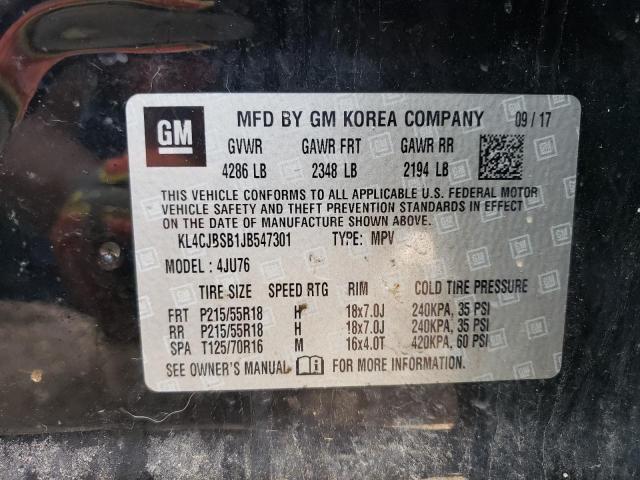 GM MFD BY GM KOREA COMPANY 09/17
GVWR GAWR FRT GAWR RR
4286 LB 2348 LB 2194 LB
THIS VEHICLE CONFORMS TO ALL APPLICABLE U.S. FEDERAL MOTOR
VEHICLE SAFETY AND THEFT PREVENTION STANDARDS IN EFFECT
ON THE DATE OF MANUFACTURE SHOWN ABOVE.
KL4CJBSB1JB547301 TYPE: MPV
MODEL: 4JU76
TIRE SIZE SPEED RTG RIM COLD TIRE PRESSURE
FRT P215/55R18 H 18x7.0J 240KPA, 35 PSI
RR P215/55R18 H 18x7.0J 240KPA, 35 PSI
SPA T125/70R16 M 16x4.0T 420KPA, 60 PSI
SEE OWNER'S MANUAL FOR MORE INFORMATION.